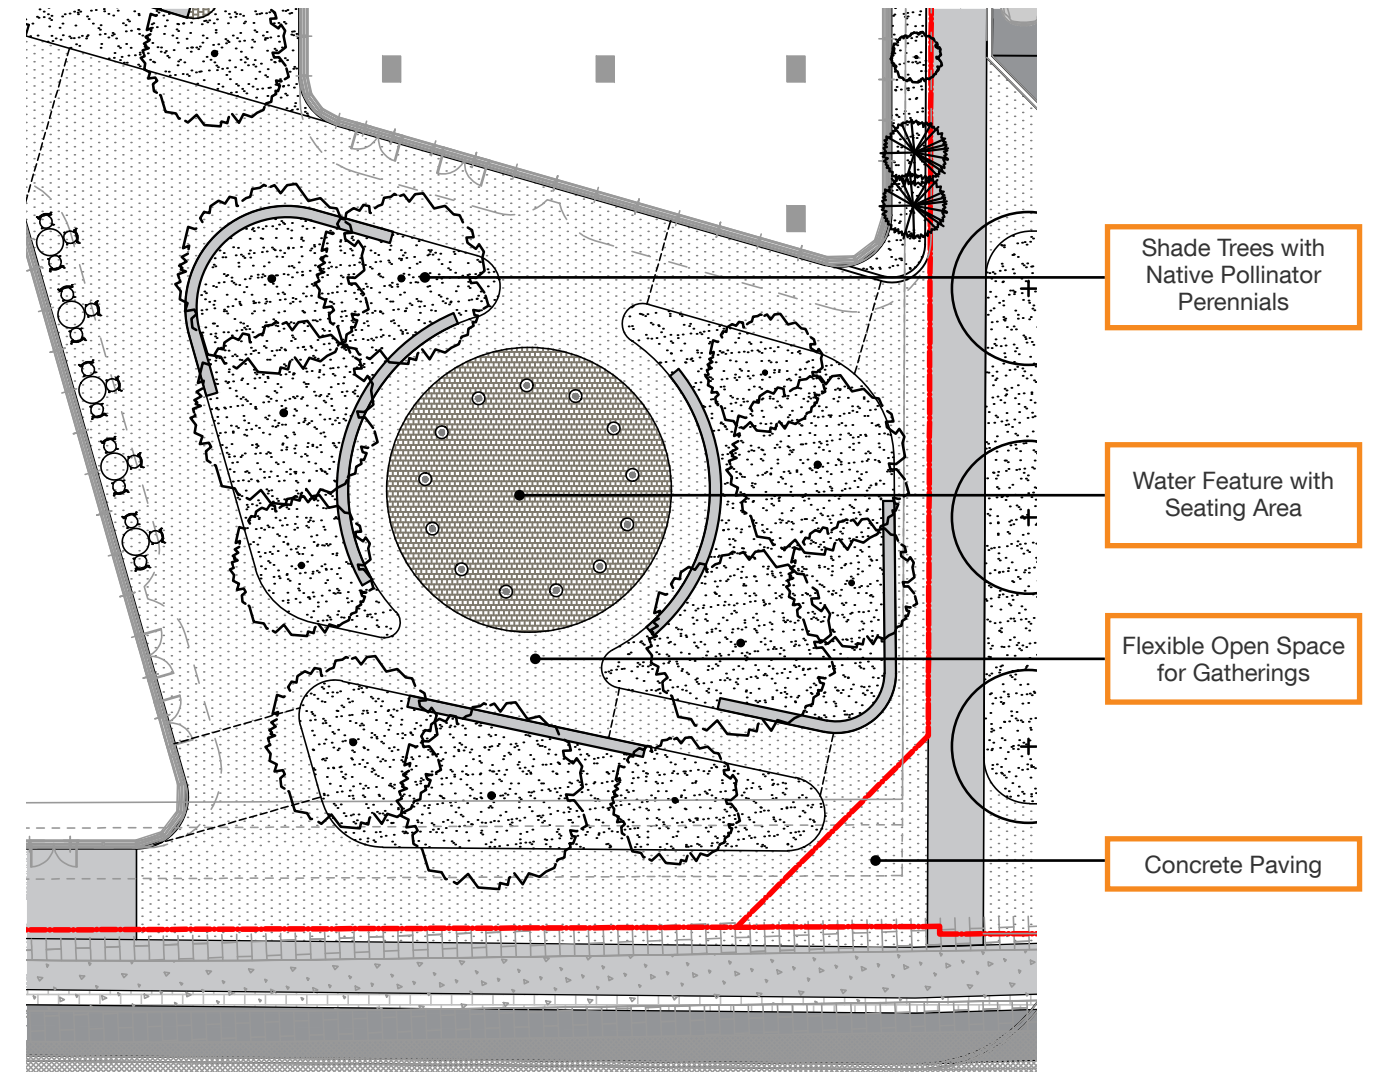 Shade Trees with
Native Pollinator
Perennials
Water Feature with
Seating Area
Flexible Open Space
for Gatherings
Concrete Paving